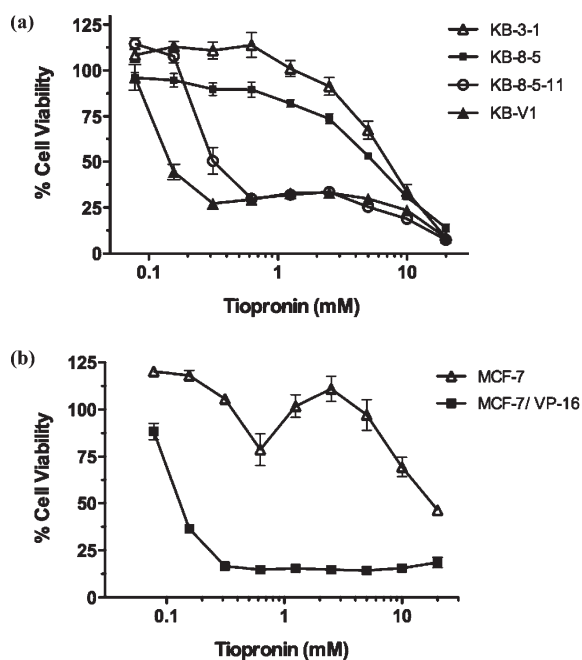 (a)
KB-3-1
KB-8-5
KB-8-5-11
KB-V1
% Cell Viability
125
100
75
50
25
0
0.1 1 10
Tiopronin (mM)
(b)
MCF-7
MCF-7/ VP-16
% Cell Viability
125
100
75
50
25
0
0.1 1 10
Tiopronin (mM)